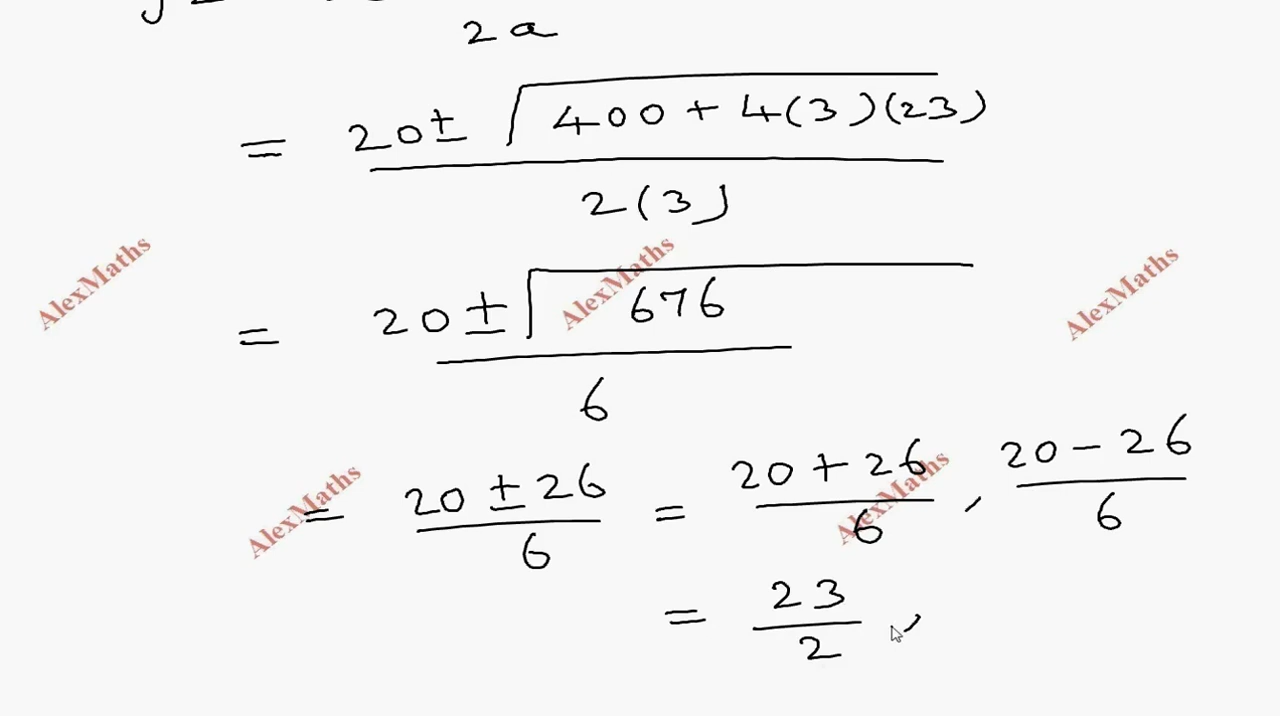 2a
= 20 ± √400 + 4(3)(23)
2(3)
= 20 ± √676
6
= 20 ± 26 / 6 = 20 + 26 / 6 , 20 - 26 / 6
= 23 / 2 ,
AlexMaths
AlexMaths
AlexMaths
AlexMaths
AlexMaths